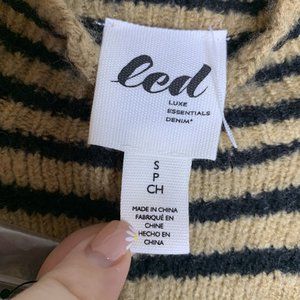 led
LUXE
ESSENTIALS
DENIM*
S
P
CH
MADE IN CHINA
FABRIQUÉ EN
CHINE
HECHO EN
CHINA